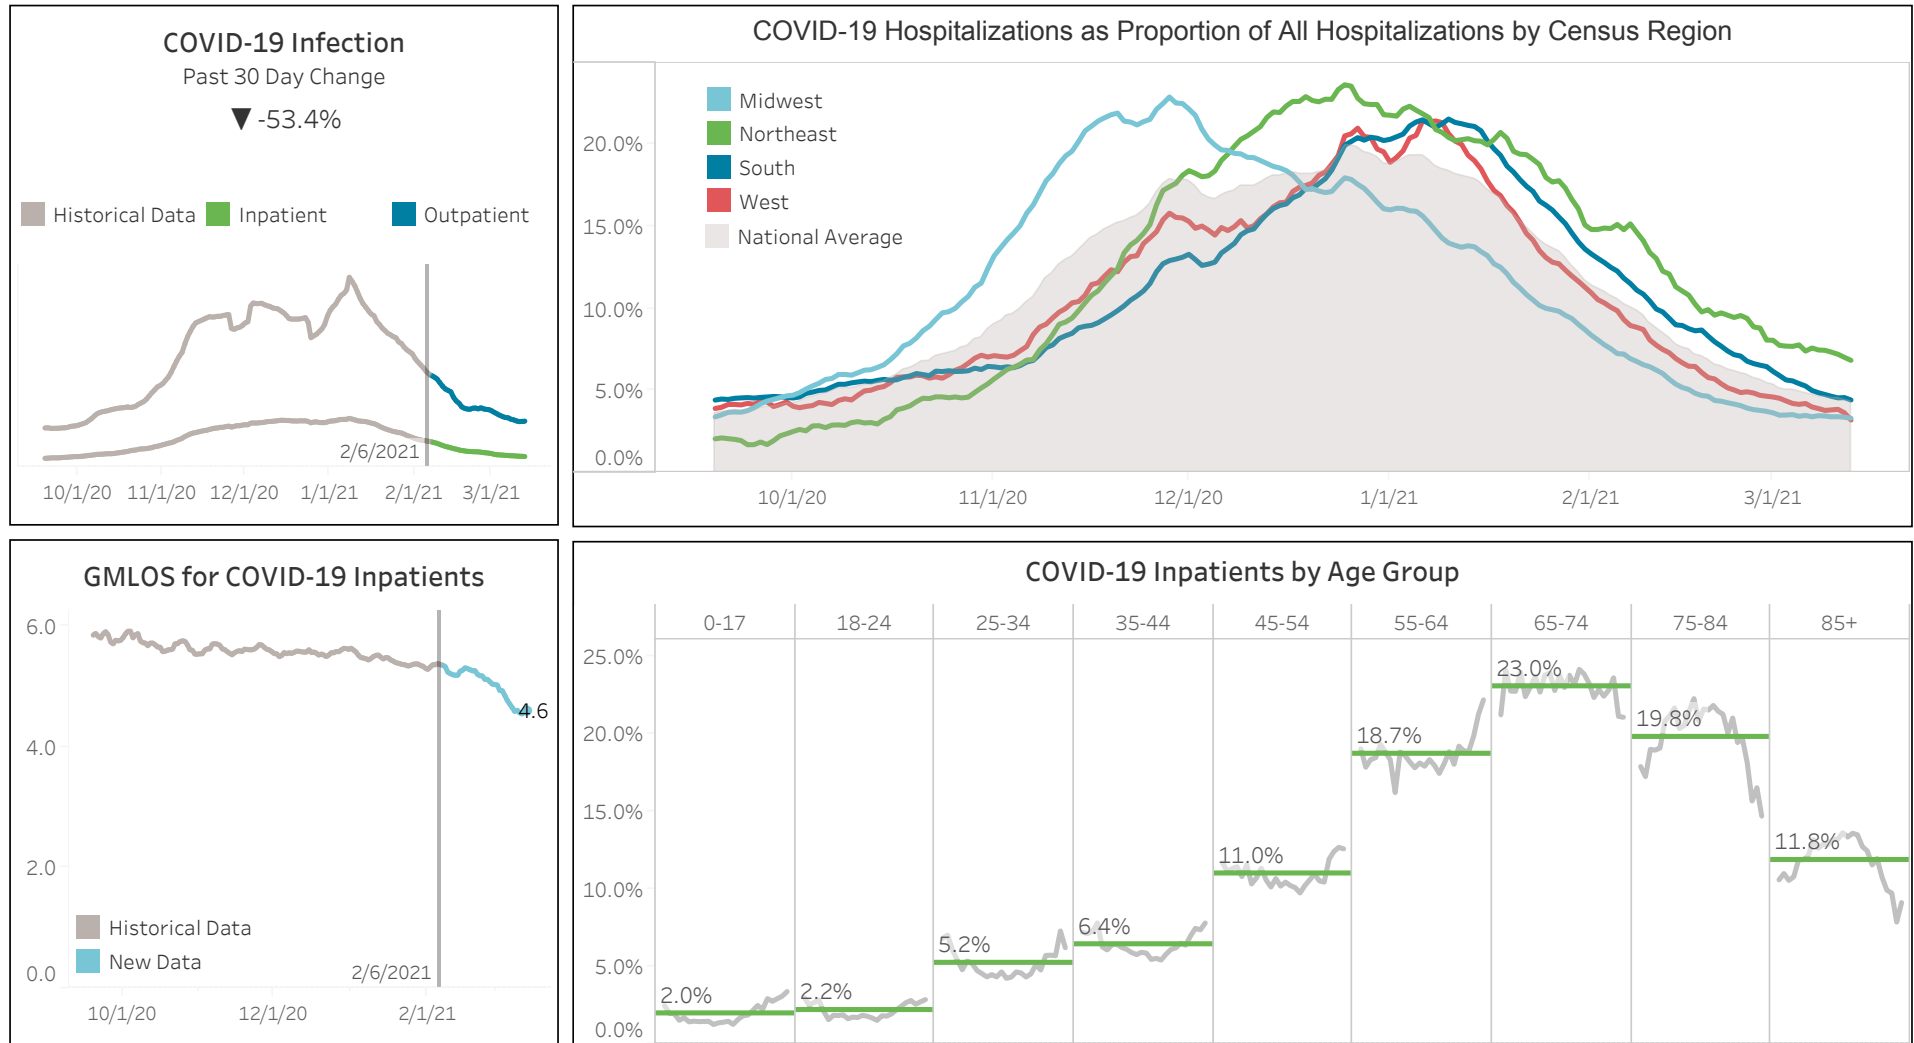 COVID-19 Infection
Past 30 Day Change
▼ -53.4%
Historical Data Inpatient Outpatient
2/6/2021
10/1/20 11/1/20 12/1/20 1/1/21 2/1/21 3/1/21
COVID-19 Hospitalizations as Proportion of All Hospitalizations by Census Region
Midwest
Northeast
South
West
National Average
20.0%
15.0%
10.0%
5.0%
0.0%
10/1/20 11/1/20 12/1/20 1/1/21 2/1/21 3/1/21
GMLOS for COVID-19 Inpatients
6.0
4.6
4.0
2.0
Historical Data
New Data
0.0
2/6/2021
10/1/20 12/1/20 2/1/21
COVID-19 Inpatients by Age Group
0-17 18-24 25-34 35-44 45-54 55-64 65-74 75-84 85+
25.0%
20.0%
15.0%
10.0%
5.0%
0.0%
2.0% 2.2% 5.2% 6.4% 11.0% 18.7% 23.0% 19.8% 11.8%